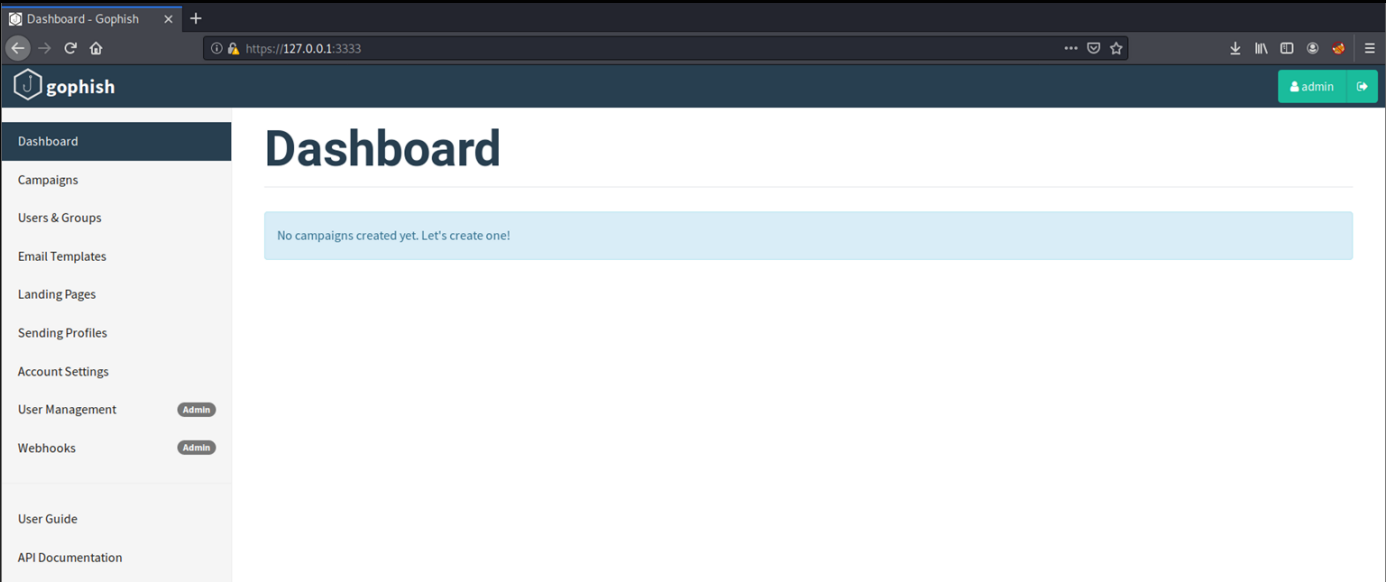 Dashboard - Gophish
https://127.0.0.1:3333
gophish
admin
Dashboard
Campaigns
Users & Groups
Email Templates
Landing Pages
Sending Profiles
Account Settings
User Management Admin
Webhooks Admin
User Guide
API Documentation
Dashboard
No campaigns created yet. Let's create one!